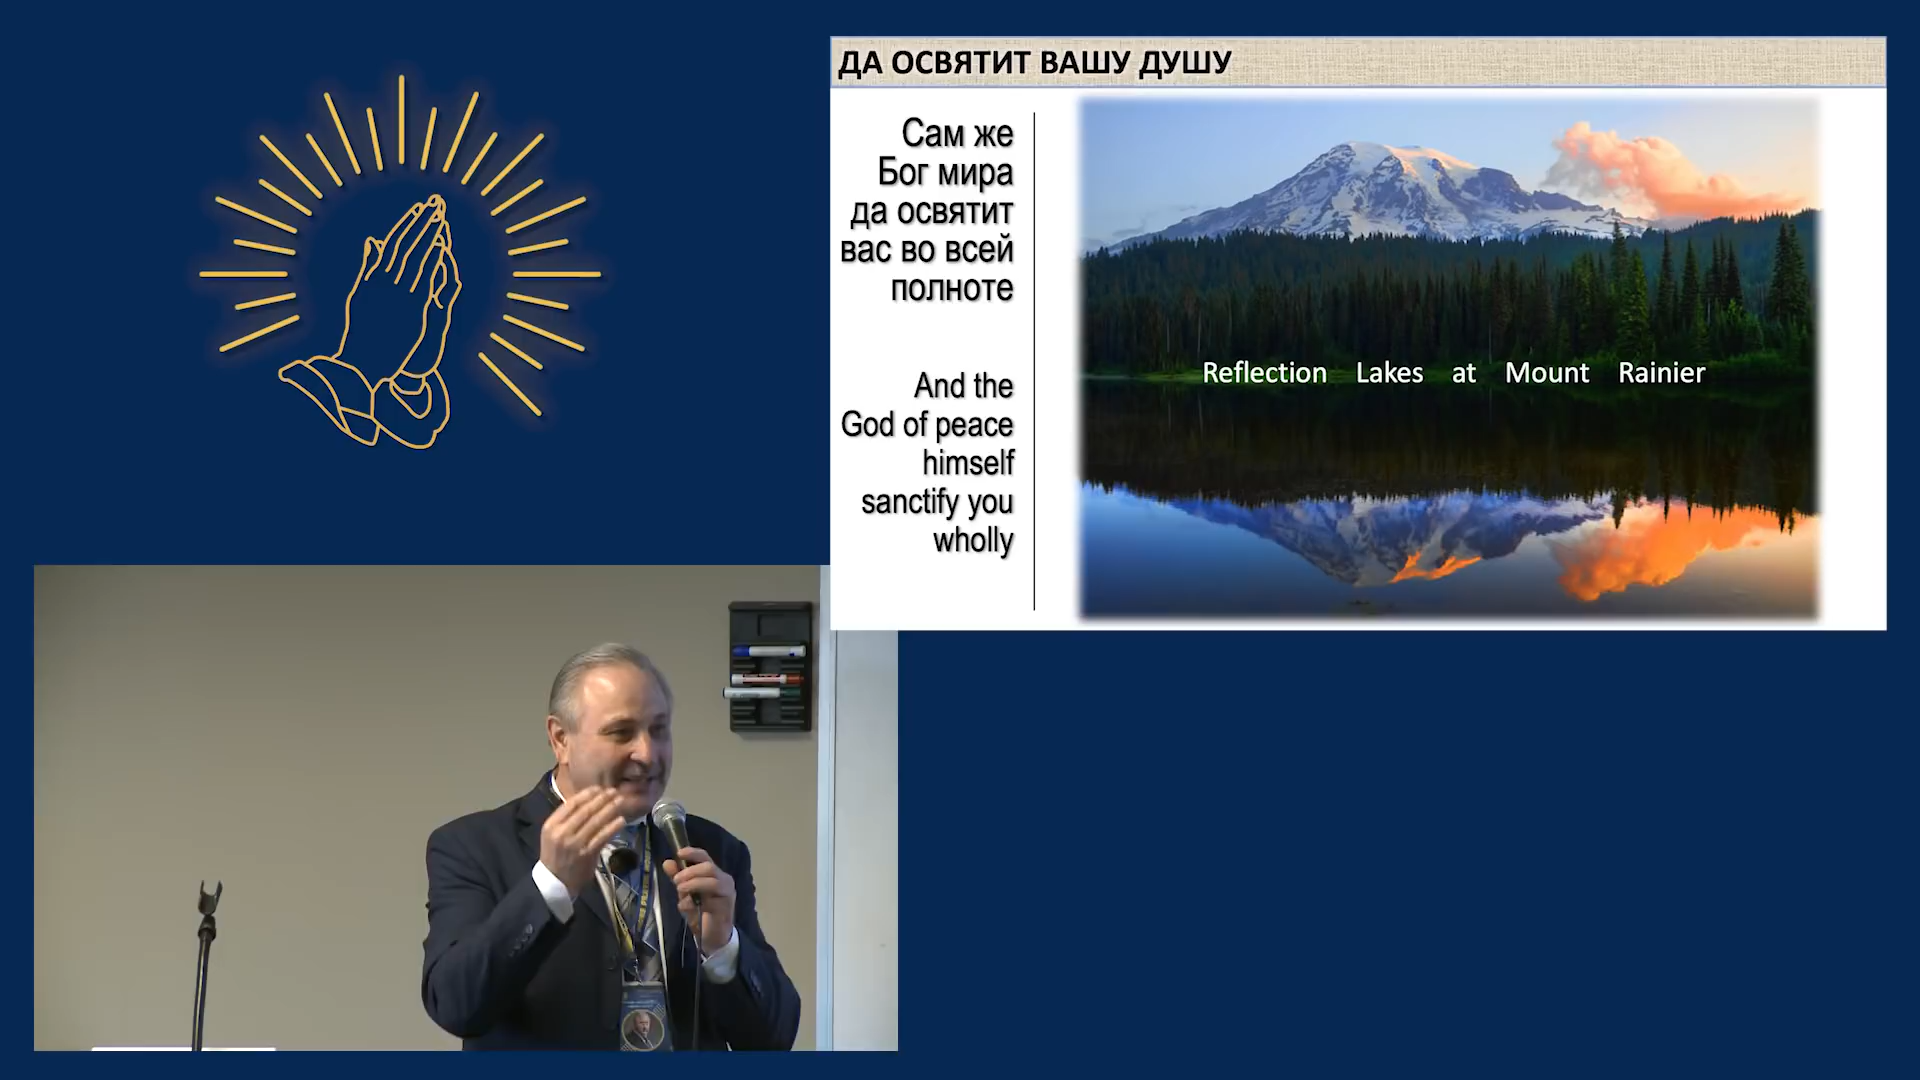 ДА ОСВЯТИТ ВАШУ ДУШУ
Сам же
Бог мира
да освятит
вас во всей
полноте
And the
God of peace
himself
sanctify you
wholly
Reflection Lakes at Mount Rainier